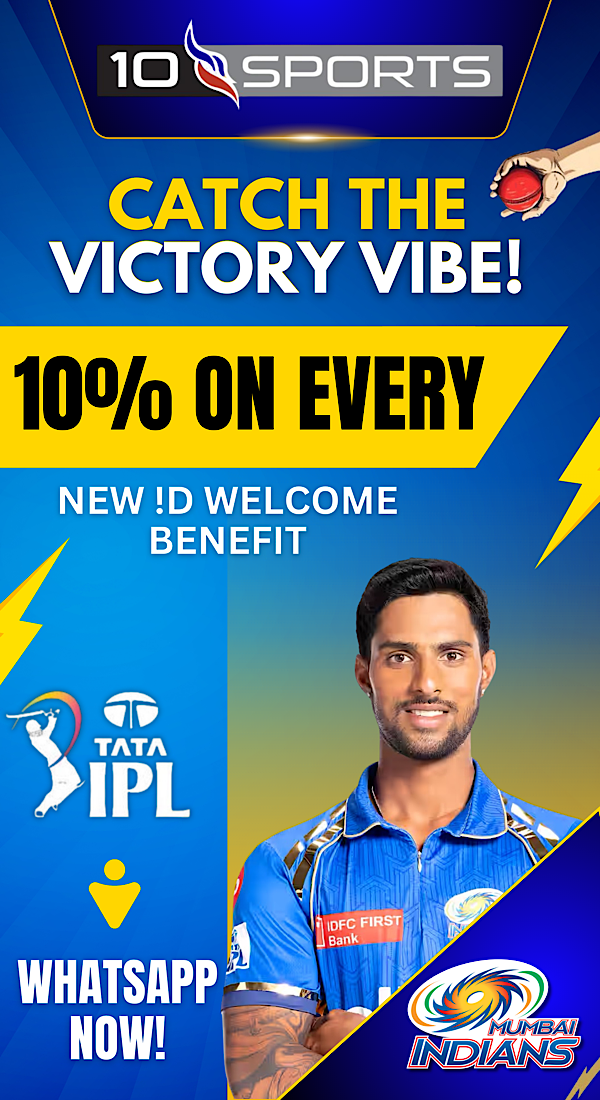 10 SPORTS
CATCH THE
VICTORY VIBE!
10% ON EVERY
NEW !D WELCOME
BENEFIT
TATA
IPL
WHATSAPP
NOW!
IDFC FIRST
Bank
MUMBAI
INDIANS